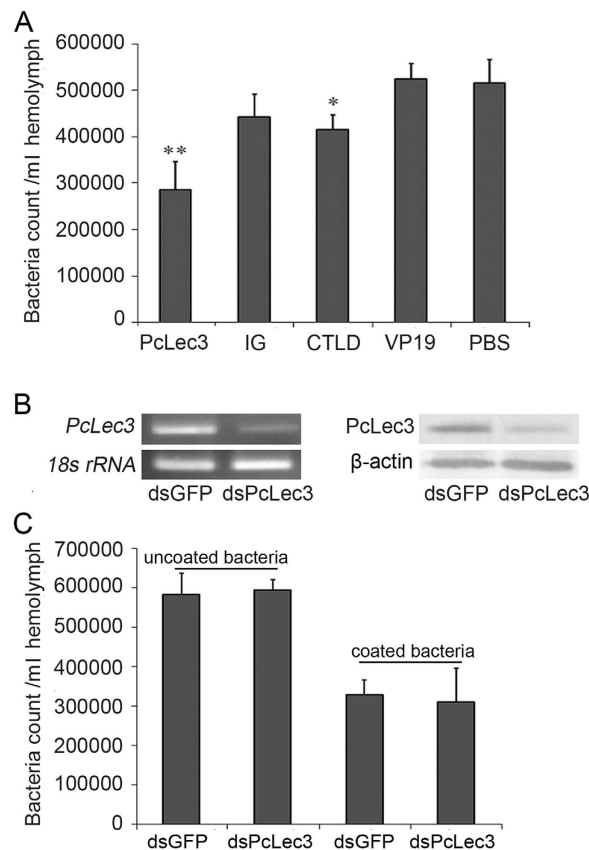 A
Bacteria count /ml hemolymph
600000
500000
400000
300000
200000
100000
0
**
*
PcLec3 IG CTLD VP19 PBS
B
PcLec3
18s rRNA
dsGFP dsPcLec3
PcLec3
β-actin
dsGFP dsPcLec3
C
Bacteria count /ml hemolymph
700000
600000
500000
400000
300000
200000
100000
0
uncoated bacteria
coated bacteria
dsGFP dsPcLec3 dsGFP dsPcLec3